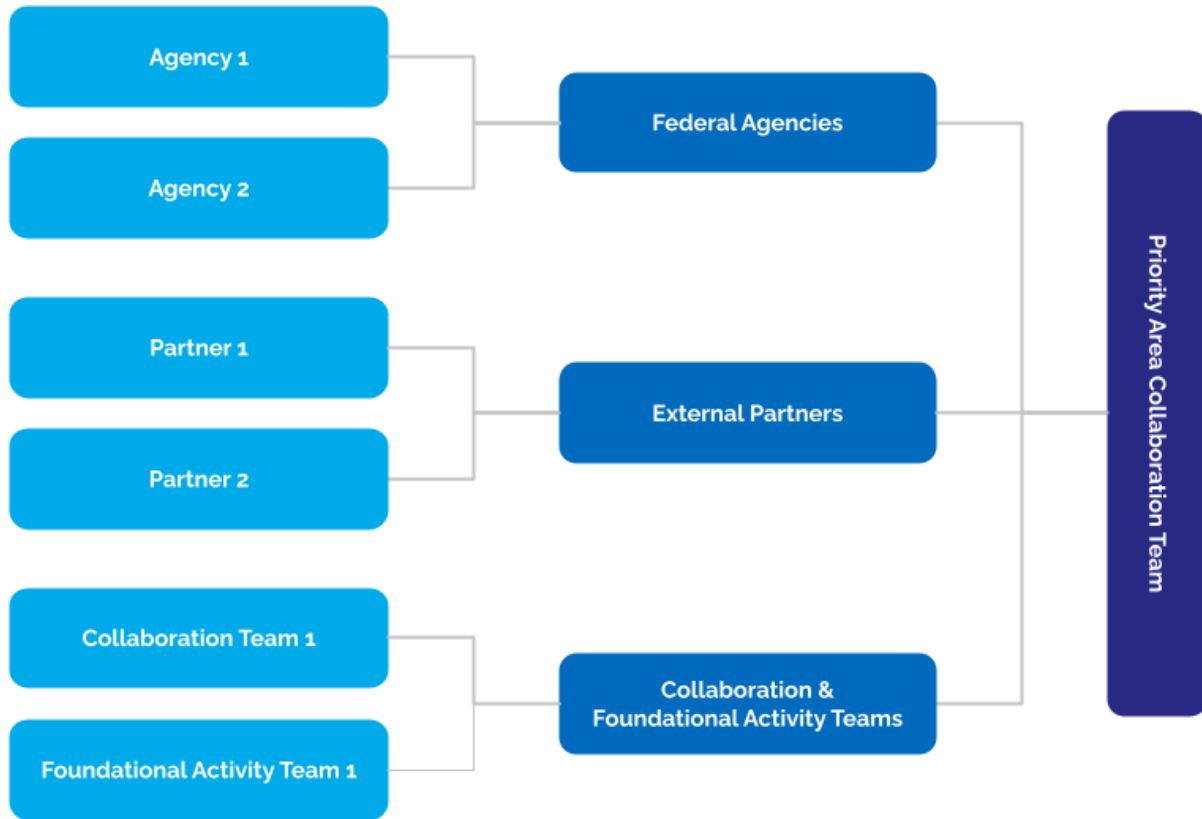 Agency 1
Agency 2
Federal Agencies
Partner 1
Partner 2
External Partners
Collaboration Team 1
Foundational Activity Team 1
Collaboration &
Foundational Activity Teams
Priority Area Collaboration Team